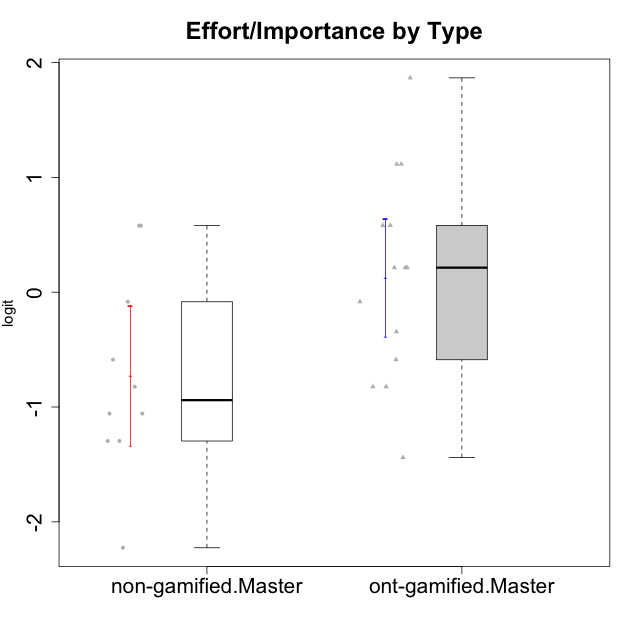 Effort/Importance by Type
2
1
0
-1
-2
logit
non-gamified.Master
ont-gamified.Master